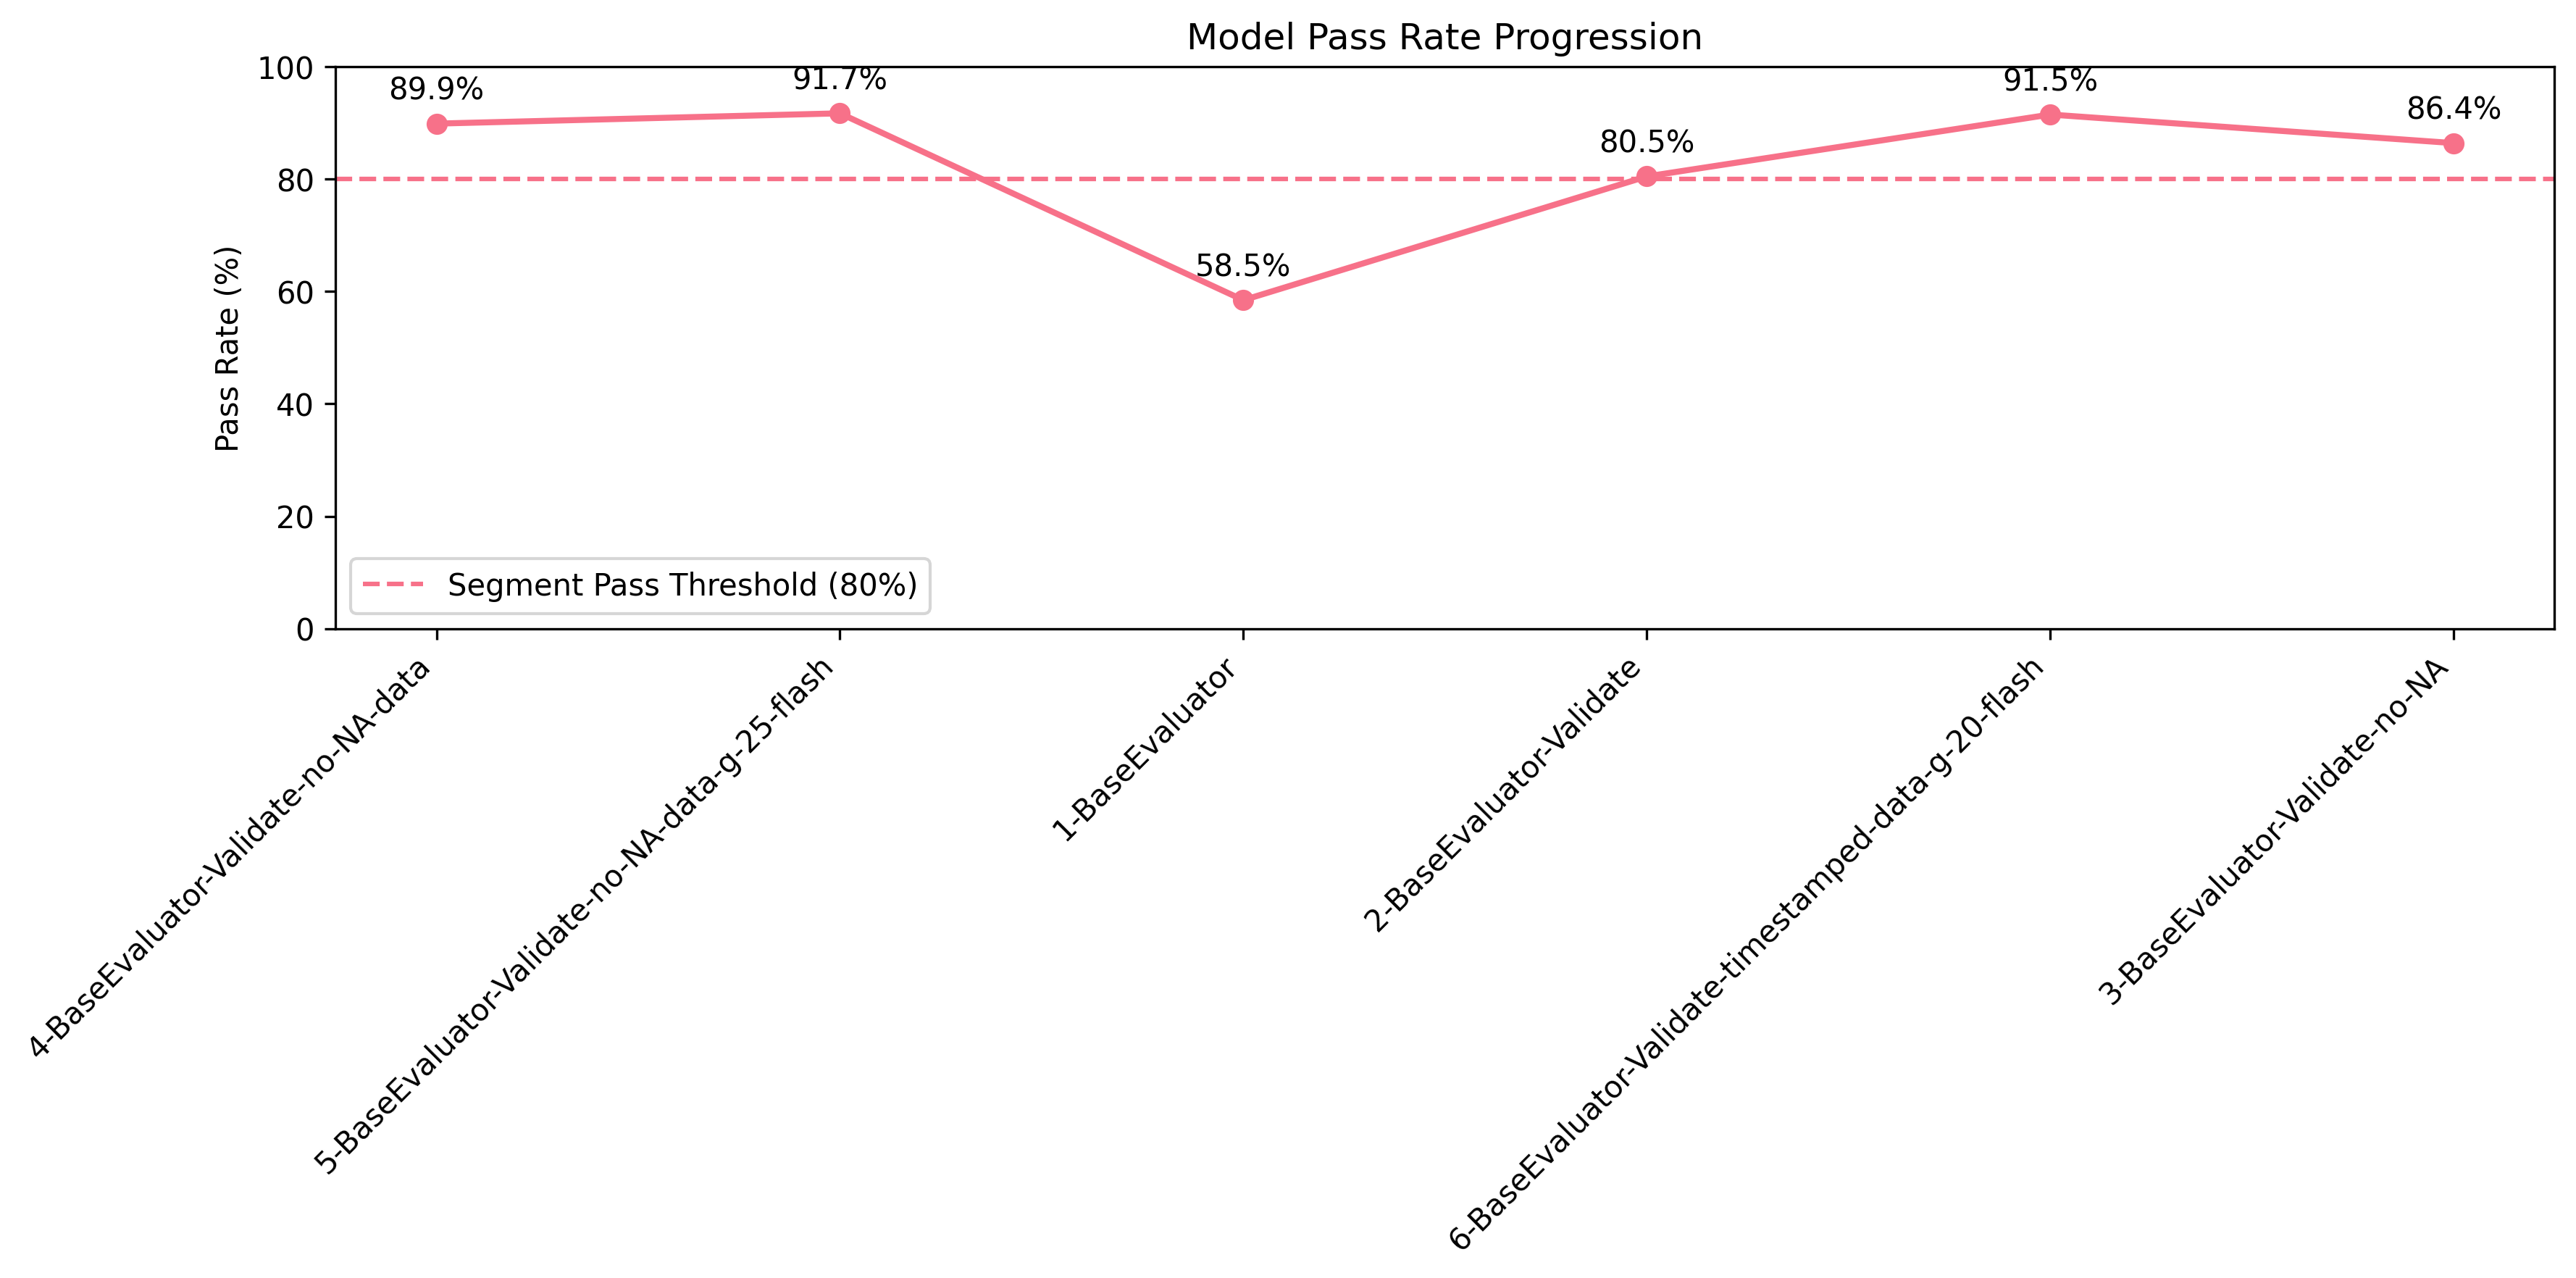 Model Pass Rate Progression
100
80
60
40
20
0
Pass Rate (%)
89.9%
91.7%
58.5%
80.5%
91.5%
86.4%
Segment Pass Threshold (80%)
4-BaseEvaluator-Validate-no-NA-data
5-BaseEvaluator-Validate-no-NA-data-g-25-flash
1-BaseEvaluator
2-BaseEvaluator-Validate
6-BaseEvaluator-Validate-timestamped-data-g-20-flash
3-BaseEvaluator-Validate-no-NA